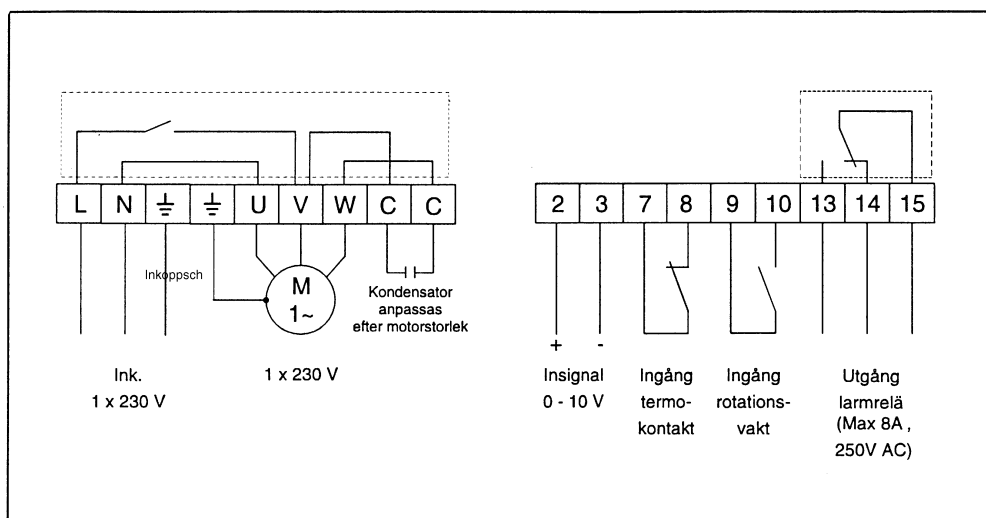 L N U V W C C
2 3 7 8 9 10 13 14 15
Inkoppsch
M
1~
Kondensator
anpassas
efter motorstorlek
Ink.
1 x 230 V
1 x 230 V
+ -
Insignal
0 - 10 V
Ingång
termo-
kontakt
Ingång
rotations-
vakt
Utgång
larmrelä
(Max 8A ,
250V AC)